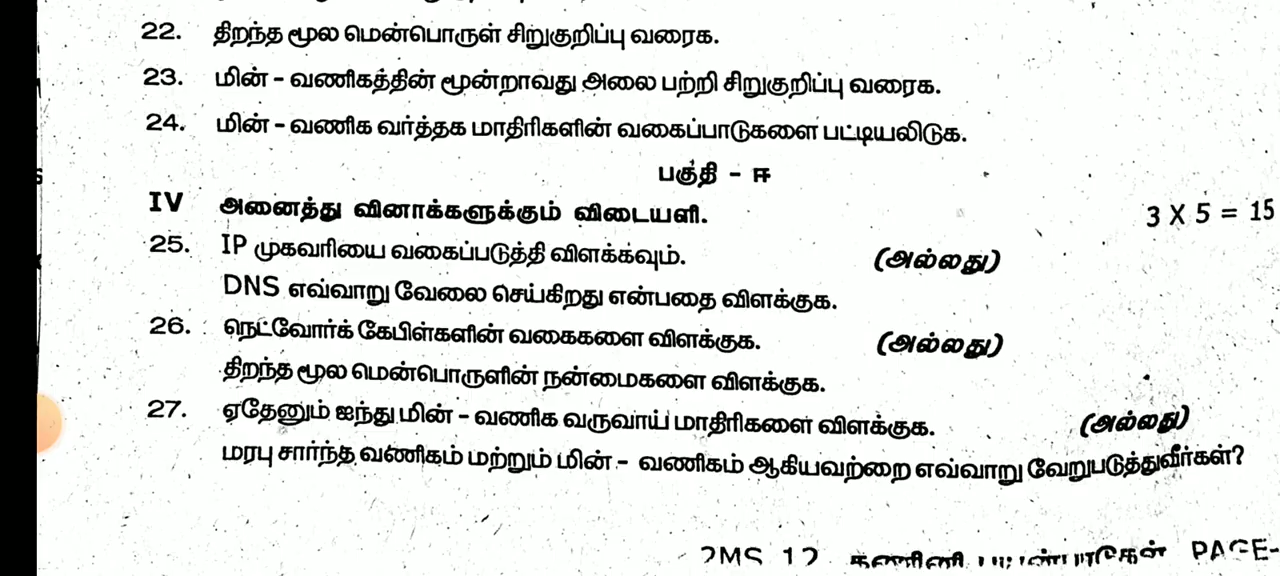 22. திறந்த மூல மென்பொருள் சிறுகுறிப்பு வரைக.
23. மின் - வணிகத்தின் மூன்றாவது அலை பற்றி சிறுகுறிப்பு வரைக.
24. மின் - வணிக வர்த்தக மாதிரிகளின் வகைப்பாடுகளை பட்டியலிடுக.
பகுதி - ஈ
IV அனைத்து வினாக்களுக்கும் விடையளி. 3 X 5 = 15
25. IP முகவரியை வகைப்படுத்தி விளக்கவும். (அல்லது)
DNS எவ்வாறு வேலை செய்கிறது என்பதை விளக்குக.
26. நெட்வோர்க் கேபிள்களின் வகைகளை விளக்குக. (அல்லது)
திறந்த மூல மென்பொருளின் நன்மைகளை விளக்குக.
27. ஏதேனும் ஐந்து மின் - வணிக வருவாய் மாதிரிகளை விளக்குக. (அல்லது)
மரபு சார்ந்த வணிகம் மற்றும் மின் - வணிகம் ஆகியவற்றை எவ்வாறு வேறுபடுத்துவீர்கள்?
12 PAGE-